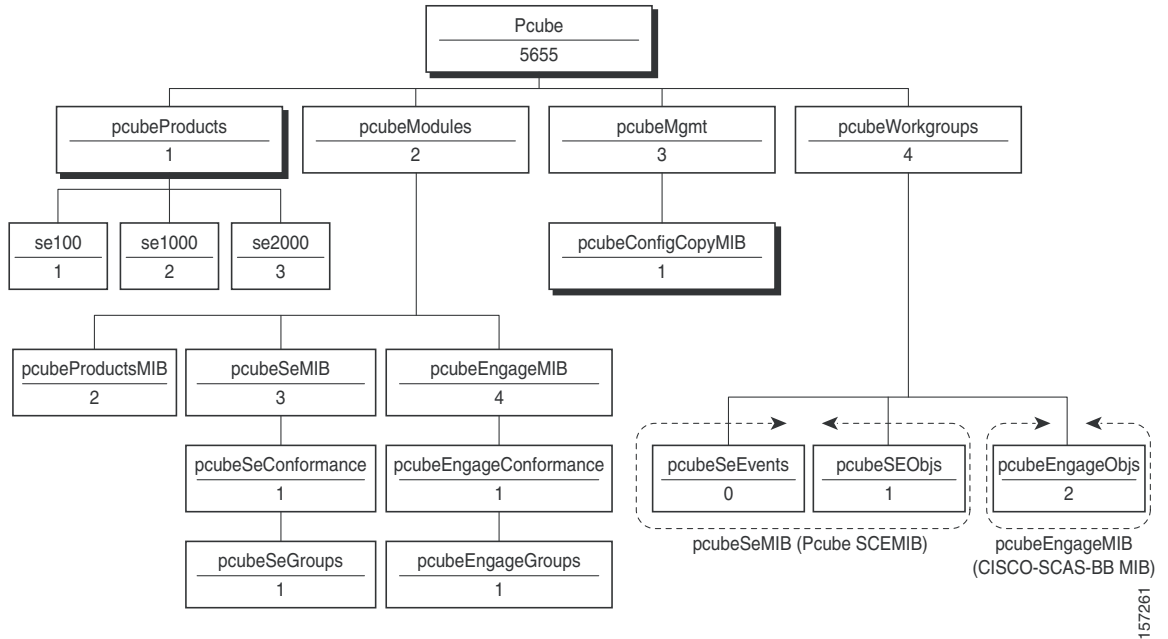 Pcube
5655
pcubeProducts
1
pcubeModules
2
pcubeMgmt
3
pcubeWorkgroups
4
se100
1
se1000
2
se2000
3
pcubeConfigCopyMIB
1
pcubeProductsMIB
2
pcubeSeMIB
3
pcubeEngageMIB
4
pcubeSeConformance
1
pcubeEngageConformance
1
pcubeSeGroups
1
pcubeEngageGroups
1
pcubeSeEvents
0
pcubeSEObjs
1
pcubeEngageObjs
2
pcubeSeMIB (Pcube SCEMIB)
pcubeEngageMIB
(CISCO-SCAS-BB MIB)
157261